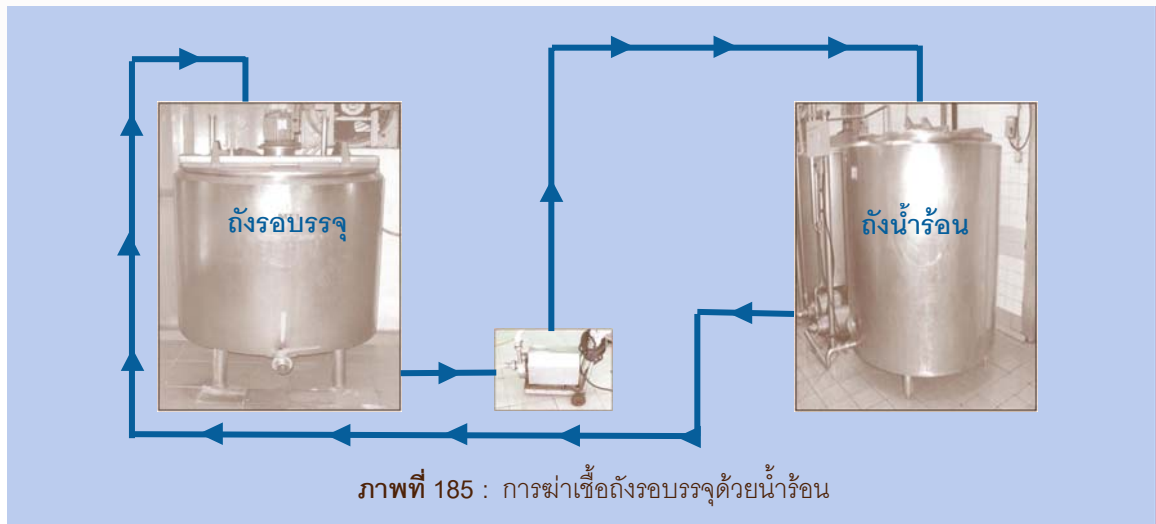 ถังรอบรรจุ
ถังน้ำร้อน
ภาพที่ 185 : การฆ่าเชื้อถังรอบรรจุด้วยน้ำร้อน